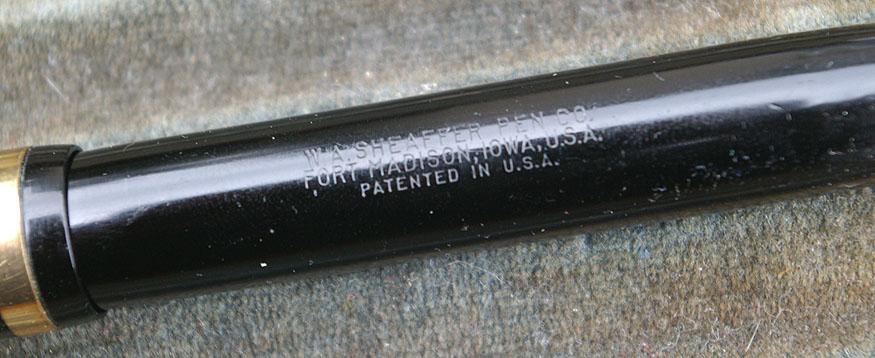 W.A. SHEAFFER PEN CO.
FORT MADISON, IOWA, U.S.A.
PATENTED IN U.S.A.